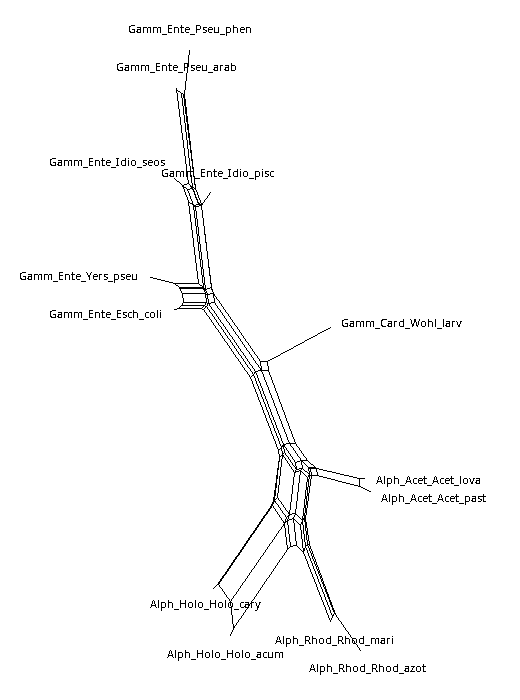 Gamm_Ente_Pseu_phen
Gamm_Ente_Pseu_arab
Gamm_Ente_Idio_seos
Gamm_Ente_Idio_pisc
Gamm_Ente_Yers_pseu
Gamm_Ente_Esch_coli
Gamm_Card_Wohl_larv
Alph_Acet_Acet_lova
Alph_Acet_Acet_past
Alph_Holo_Holo_cary
Alph_Rhod_Rhod_mari
Alph_Holo_Holo_acum
Alph_Rhod_Rhod_azot